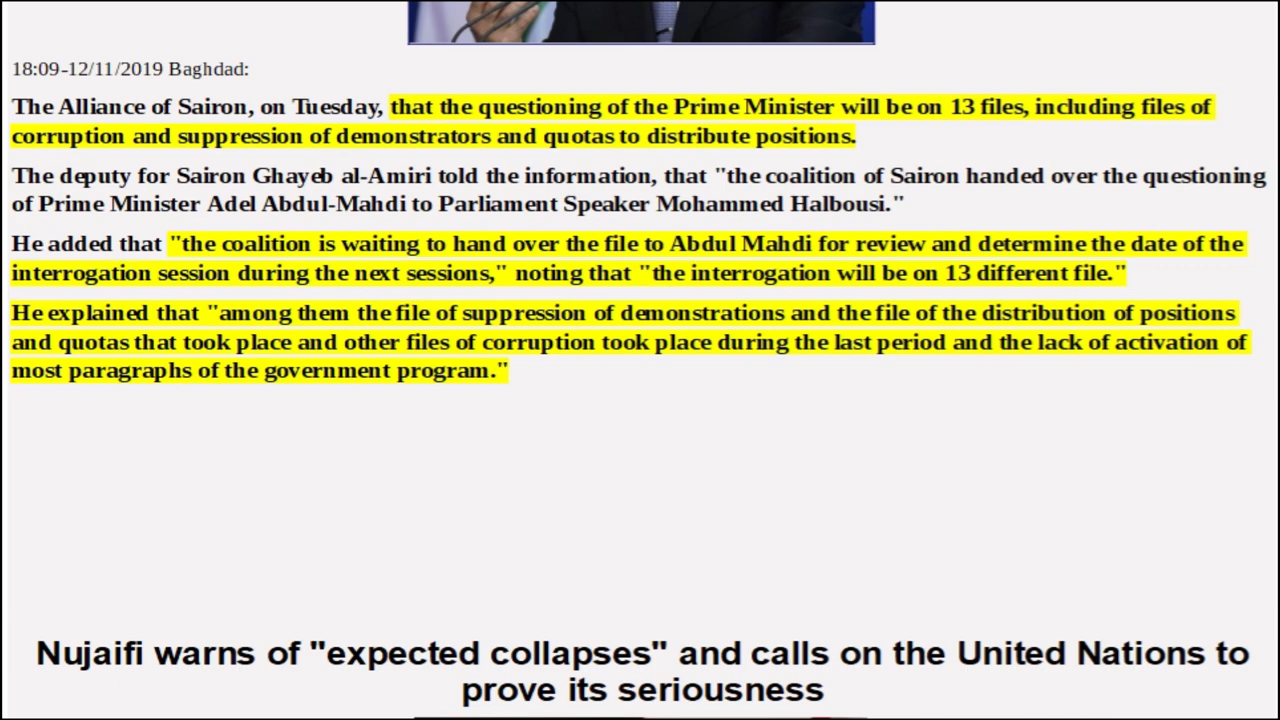 18:09-12/11/2019 Baghdad:
The Alliance of Sairon, on Tuesday, that the questioning of the Prime Minister will be on 13 files, including files of
corruption and suppression of demonstrators and quotas to distribute positions.
The deputy for Sairon Ghayeb al-Amiri told the information, that "the coalition of Sairon handed over the questioning
of Prime Minister Adel Abdul-Mahdi to Parliament Speaker Mohammed Halbousi."
He added that "the coalition is waiting to hand over the file to Abdul Mahdi for review and determine the date of the
interrogation session during the next sessions," noting that "the interrogation will be on 13 different file."
He explained that "among them the file of suppression of demonstrations and the file of the distribution of positions
and quotas that took place and other files of corruption took place during the last period and the lack of activation of
most paragraphs of the government program."
Nujaifi warns of "expected collapses" and calls on the United Nations to
prove its seriousness